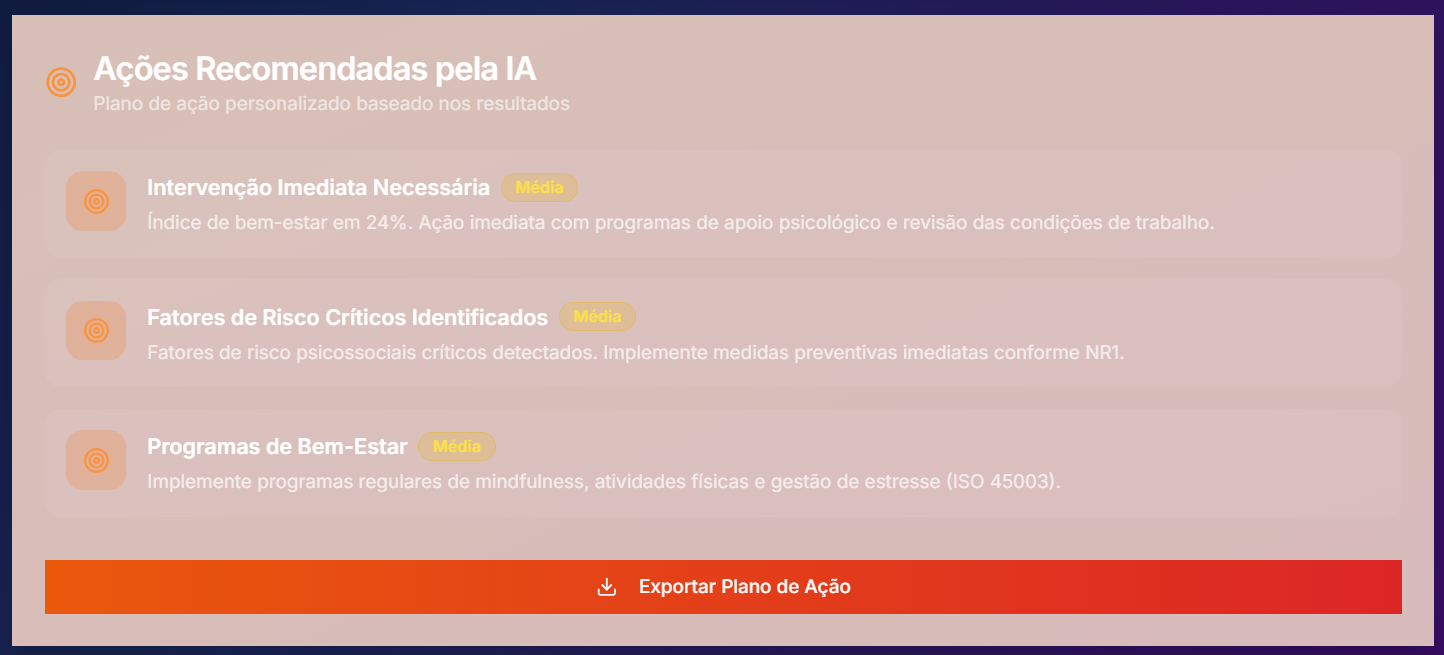 Ações Recomendadas pela IA
Plano de ação personalizado baseado nos resultados
Intervenção Imediata Necessária Média
Índice de bem-estar em 24%. Ação imediata com programas de apoio psicológico e revisão das condições de trabalho.
Fatores de Risco Críticos Identificados Média
Fatores de risco psicossociais críticos detectados. Implemente medidas preventivas imediatas conforme NR1.
Programas de Bem-Estar Média
Implemente programas regulares de mindfulness, atividades físicas e gestão de estresse (ISO 45003).
Exportar Plano de Ação